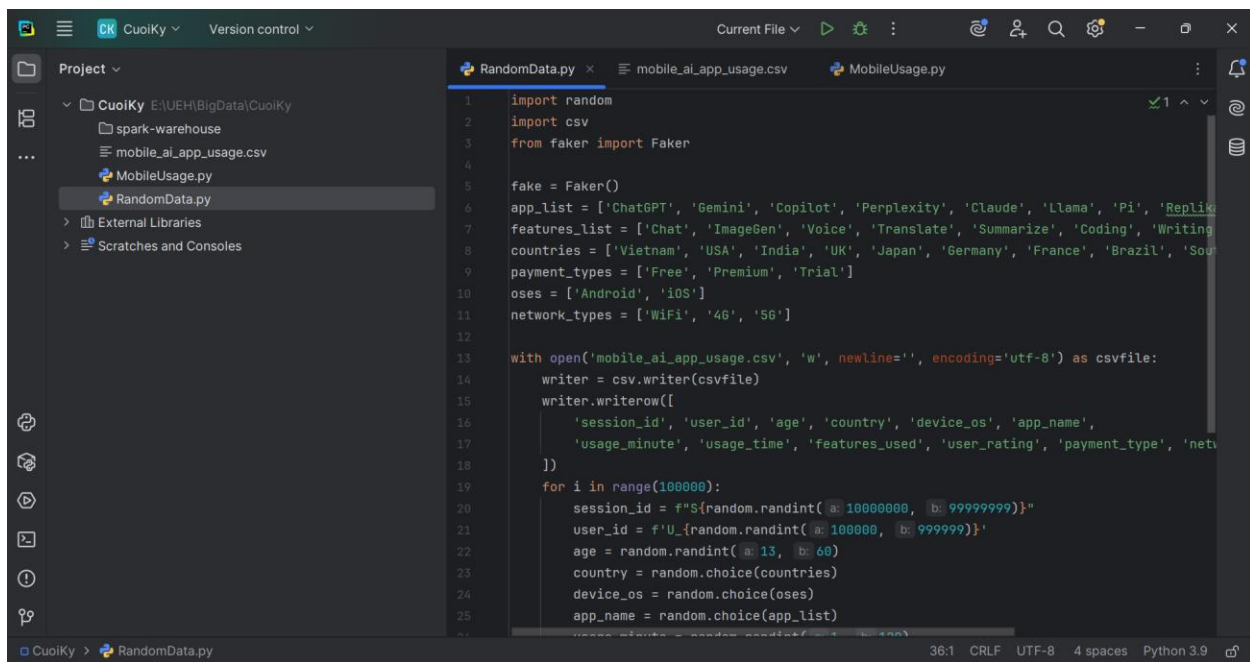 CK CuoiKy Version control Current File
Project
RandomData.py mobile_ai_app_usage.csv MobileUsage.py
CuoiKy E:\UEH\BigData\CuoiKy
spark-warehouse
mobile_ai_app_usage.csv
MobileUsage.py
RandomData.py
External Libraries
Scratches and Consoles
1
1 import random
2 import csv
3 from faker import Faker
4
5 fake = Faker()
6 app_list = ['ChatGPT', 'Gemini', 'Copilot', 'Perplexity', 'Claude', 'Llama', 'Pi', 'Replik
7 features_list = ['Chat', 'ImageGen', 'Voice', 'Translate', 'Summarize', 'Coding', 'Writing
8 countries = ['Vietnam', 'USA', 'India', 'UK', 'Japan', 'Germany', 'France', 'Brazil', 'Sou
9 payment_types = ['Free', 'Premium', 'Trial']
10 oses = ['Android', 'iOS']
11 network_types = ['WiFi', '4G', '5G']
12
13 with open('mobile_ai_app_usage.csv', 'w', newline='', encoding='utf-8') as csvfile:
14 writer = csv.writer(csvfile)
15 writer.writerow([
16 'session_id', 'user_id', 'age', 'country', 'device_os', 'app_name',
17 'usage_minute', 'usage_time', 'features_used', 'user_rating', 'payment_type', 'netw
18 ])
19 for i in range(100000):
20 session_id = f"S{random.randint( a: 10000000, b: 99999999)}"
21 user_id = f'U_{random.randint( a: 100000, b: 999999)}'
22 age = random.randint( a: 13, b: 60)
23 country = random.choice(countries)
24 device_os = random.choice(oses)
25 app_name = random.choice(app_list)
CuoiKy > RandomData.py 36:1 CRLF UTF-8 4 spaces Python 3.9